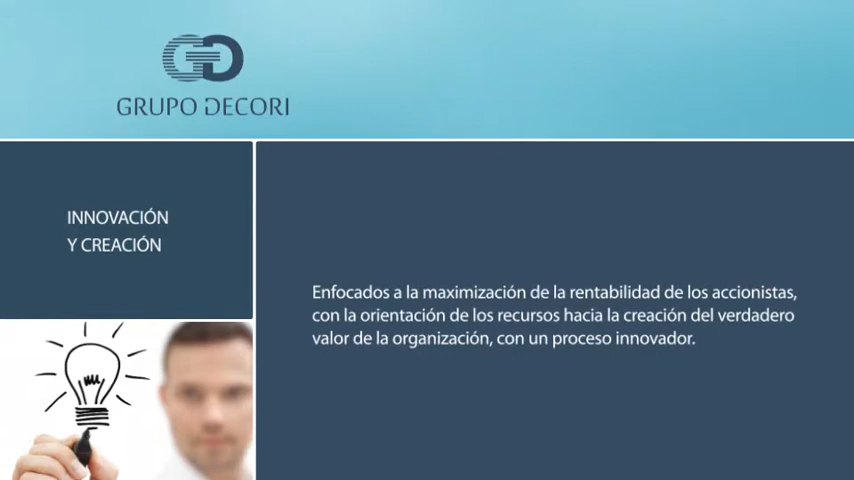 GD
GRUPO DECORI
INNOVACIÓN
Y CREACIÓN
Enfocados a la maximización de la rentabilidad de los accionistas,
con la orientación de los recursos hacia la creación del verdadero
valor de la organización, con un proceso innovador.